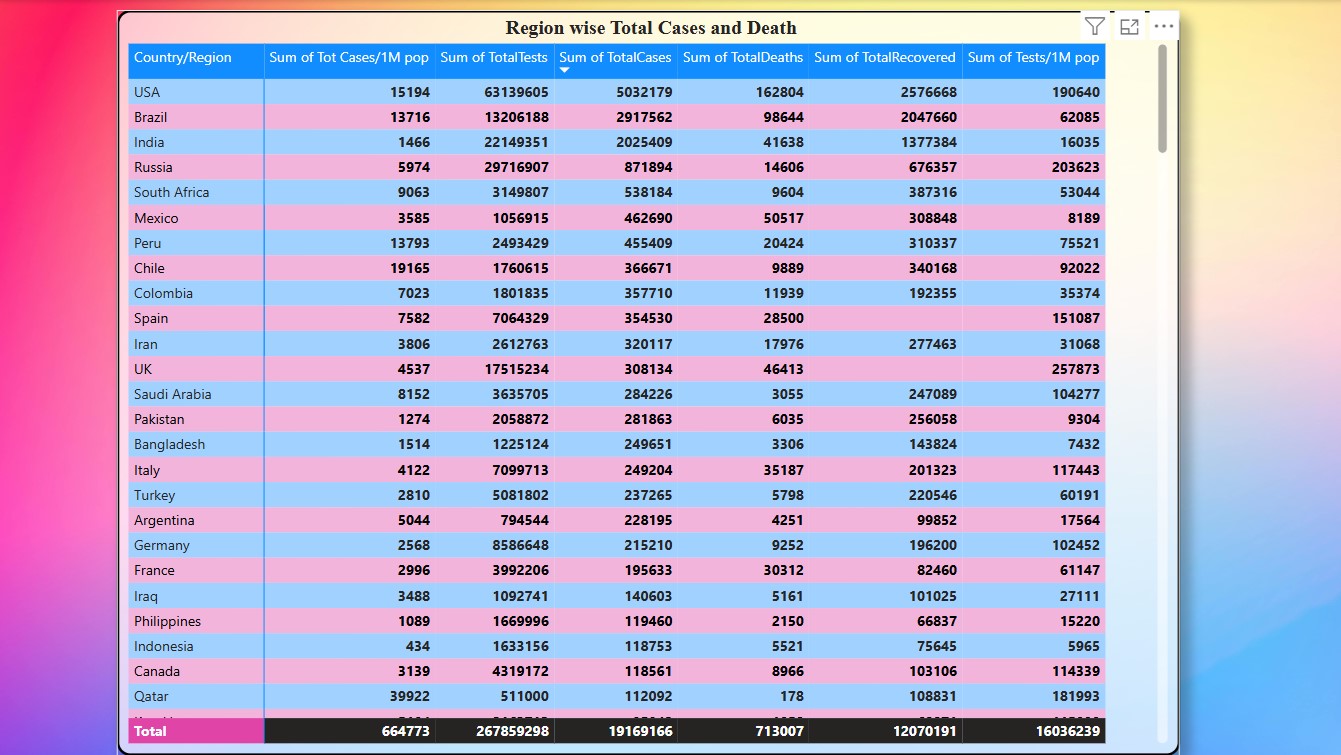 Region wise Total Cases and Death
Country/Region Sum of Tot Cases/1M pop Sum of TotalTests Sum of TotalCases Sum of TotalDeaths Sum of TotalRecovered Sum of Tests/1M pop
USA 15194 63139605 5032179 162804 2576668 190640
Brazil 13716 13206188 2917562 98644 2047660 62085
India 1466 22149351 2025409 41638 1377384 16035
Russia 5974 29716907 871894 14606 676357 203623
South Africa 9063 3149807 538184 9604 387316 53044
Mexico 3585 1056915 462690 50517 308848 8189
Peru 13793 2493429 455409 20424 310337 75521
Chile 19165 1760615 366671 9889 340168 92022
Colombia 7023 1801835 357710 11939 192355 35374
Spain 7582 7064329 354530 28500 151087
Iran 3806 2612763 320117 17976 277463 31068
UK 4537 17515234 308134 46413 257873
Saudi Arabia 8152 3635705 284226 3055 247089 104277
Pakistan 1274 2058872 281863 6035 256058 9304
Bangladesh 1514 1225124 249651 3306 143824 7432
Italy 4122 7099713 249204 35187 201323 117443
Turkey 2810 5081802 237265 5798 220546 60191
Argentina 5044 794544 228195 4251 99852 17564
Germany 2568 8586648 215210 9252 196200 102452
France 2996 3992206 195633 30312 82460 61147
Iraq 3488 1092741 140603 5161 101025 27111
Philippines 1089 1669996 119460 2150 66837 15220
Indonesia 434 1633156 118753 5521 75645 5965
Canada 3139 4319172 118561 8966 103106 114339
Qatar 39922 511000 112092 178 108831 181993
Total 664773 267859298 19169166 713007 12070191 16036239